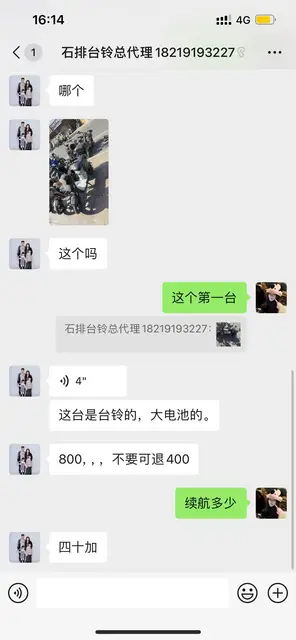 16:14
4G
1
石排台铃总代理18219193227
哪个
这个吗
这个第一台
石排台铃总代理18219193227:
4"
这台是台铃的，大电池的。
800, , , 不要可退400
续航多少
四十加